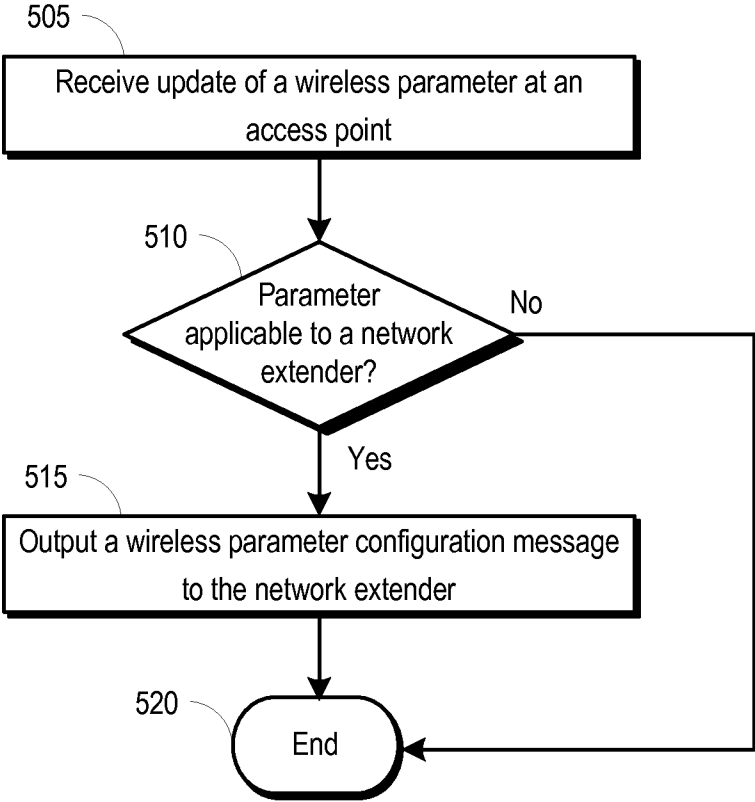 505
Receive update of a wireless parameter at an
access point
510
Parameter
applicable to a network
extender?
No
Yes
515
Output a wireless parameter configuration message
to the network extender
520
End